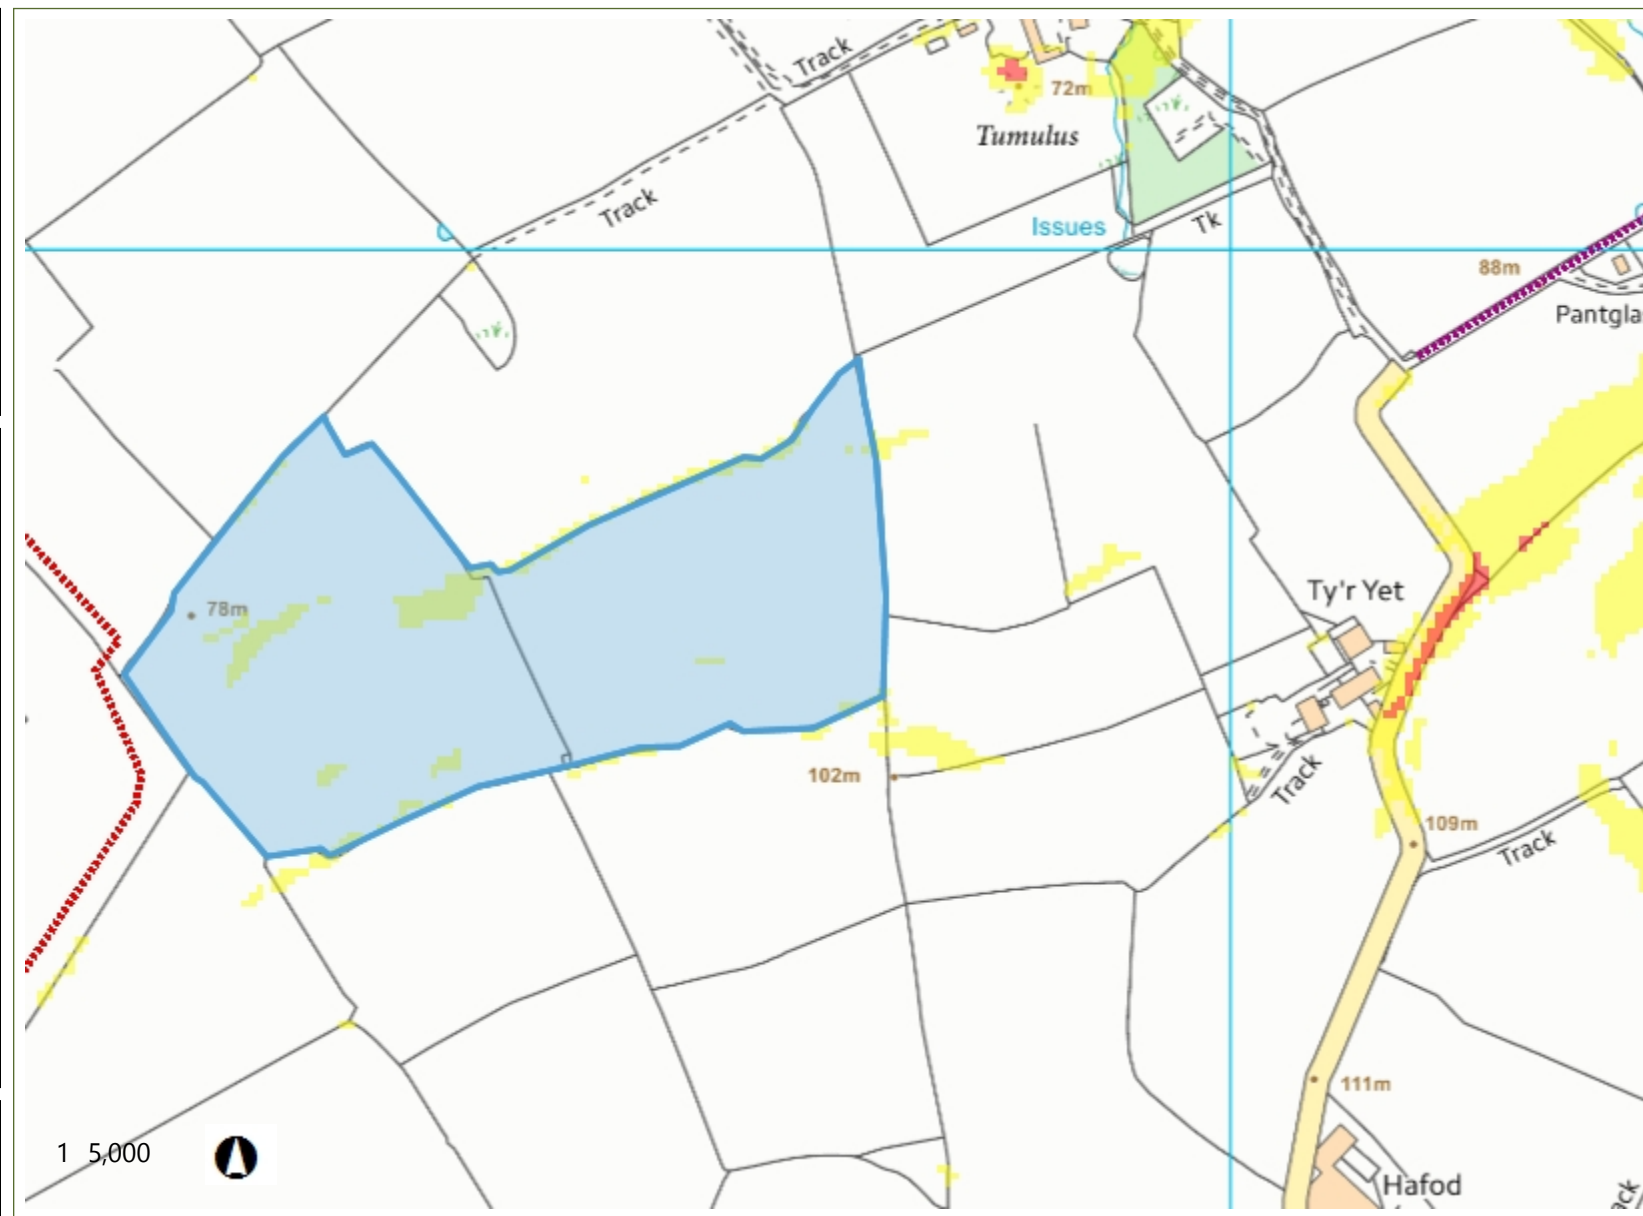 Track
72m
Tumulus
Track
Issues
Tk
88m
Pantgla
78m
Ty'r Yet
102m
Track
109m
Track
111m
1 5,000
Hafod
ack